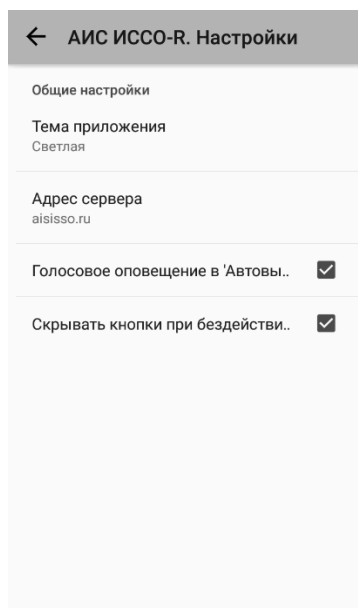 АИС ИССО-R. Настройки
Общие настройки
Тема приложения
Светлая
Адрес сервера
aisisso.ru
Голосовое оповещение в 'Автовы..
Скрывать кнопки при бездействи..